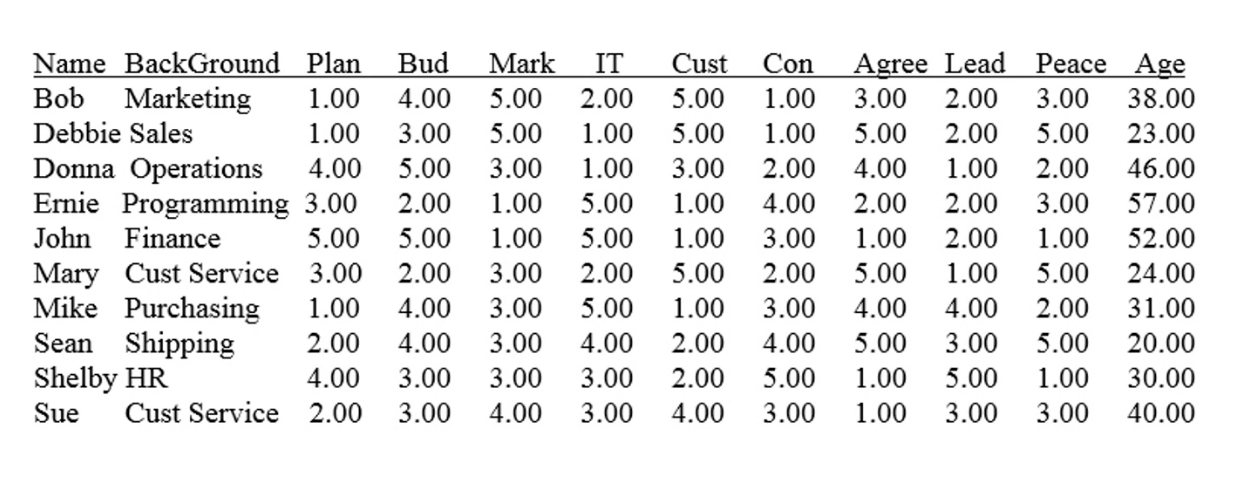 Name BackGround Plan Bud Mark IT Cust Con Agree Lead Peace Age
Bob Marketing 1.00 4.00 5.00 2.00 5.00 1.00 3.00 2.00 3.00 38.00
Debbie Sales 1.00 3.00 5.00 1.00 5.00 1.00 5.00 2.00 5.00 23.00
Donna Operations 4.00 5.00 3.00 1.00 3.00 2.00 4.00 1.00 2.00 46.00
Ernie Programming 3.00 2.00 1.00 5.00 1.00 4.00 2.00 2.00 3.00 57.00
John Finance 5.00 5.00 1.00 5.00 1.00 3.00 1.00 2.00 1.00 52.00
Mary Cust Service 3.00 2.00 3.00 2.00 5.00 2.00 5.00 1.00 5.00 24.00
Mike Purchasing 1.00 4.00 3.00 5.00 1.00 3.00 4.00 4.00 2.00 31.00
Sean Shipping 2.00 4.00 3.00 4.00 2.00 4.00 5.00 3.00 5.00 20.00
Shelby HR 4.00 3.00 3.00 3.00 2.00 5.00 1.00 5.00 1.00 30.00
Sue Cust Service 2.00 3.00 4.00 3.00 4.00 3.00 1.00 3.00 3.00 40.00